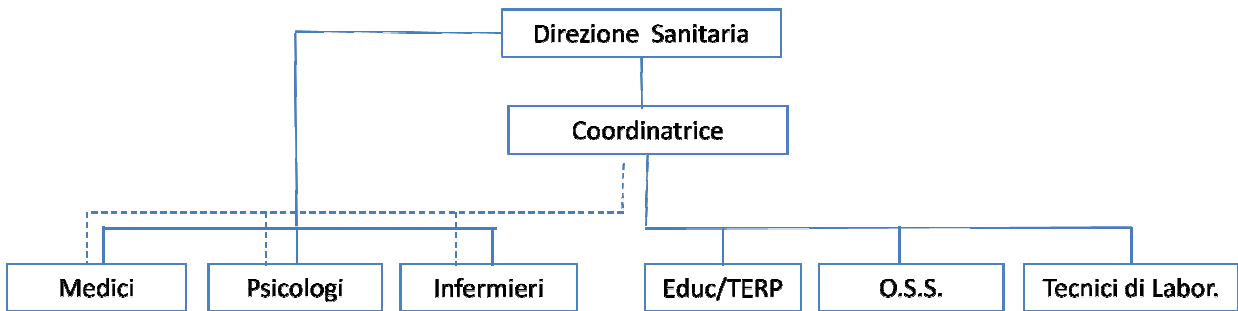 Direzione Sanitaria
Coordinatrice
Medici
Psicologi
Infermieri
Educ/TERP
O.S.S.
Tecnici di Labor.